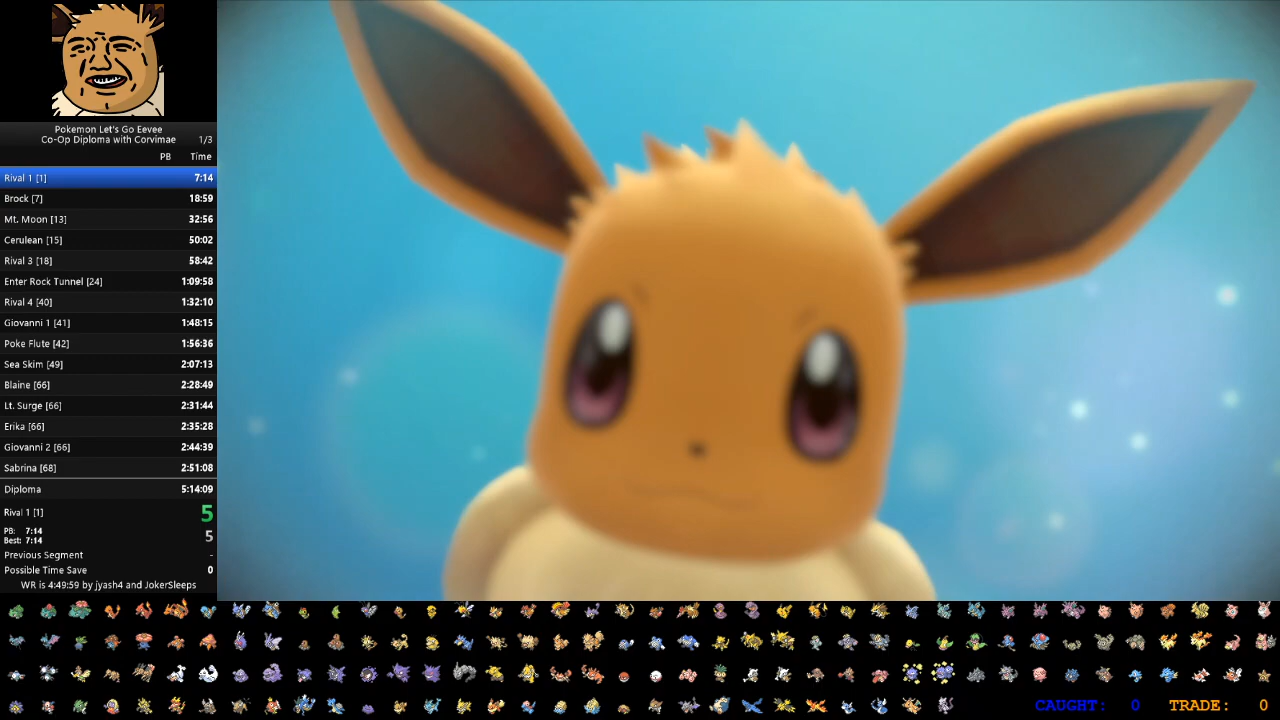 Pokemon Let's Go Eevee
Co-Op Diploma with Corvimae 1/3
PB Time
Rival 1 [1] 7:14
Brock [7] 18:59
Mt. Moon [13] 32:56
Cerulean [15] 50:02
Rival 3 [18] 58:42
Enter Rock Tunnel [24] 1:09:58
Rival 4 [40] 1:32:10
Giovanni 1 [41] 1:48:15
Poke Flute [42] 1:56:36
Sea Skim [49] 2:07:13
Blaine [66] 2:28:49
Lt. Surge [66] 2:31:44
Erika [66] 2:35:28
Giovanni 2 [66] 2:44:39
Sabrina [68] 2:51:08
Diploma 5:14:09
Rival 1 [1] 5
PB: 7:14
Best: 7:14 5
Previous Segment -
Possible Time Save 0
WR is 4:49:59 by jyash4 and JokerSleeps
CAUGHT: 0 TRADE: 0